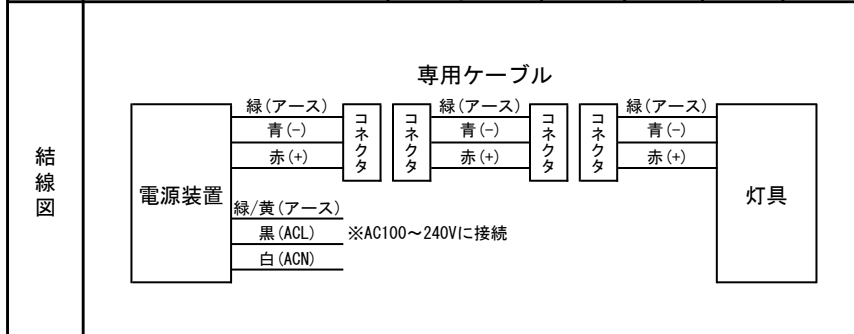 結線図
専用ケーブル
緑(アース)
青(-)
赤(+)
コネクタ
コネクタ
緑(アース)
青(-)
赤(+)
コネクタ
コネクタ
緑(アース)
青(-)
赤(+)
電源装置
灯具
緑/黄(アース)
黒(ACL)
※AC100～240Vに接続
白(ACN)